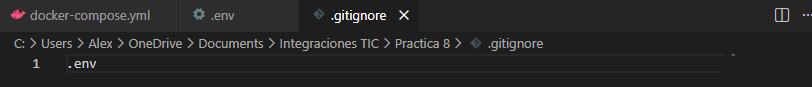 docker-compose.yml .env .gitignore
C: > Users > Alex > OneDrive > Documents > Integraciones TIC > Practica 8 > .gitignore
1 .env